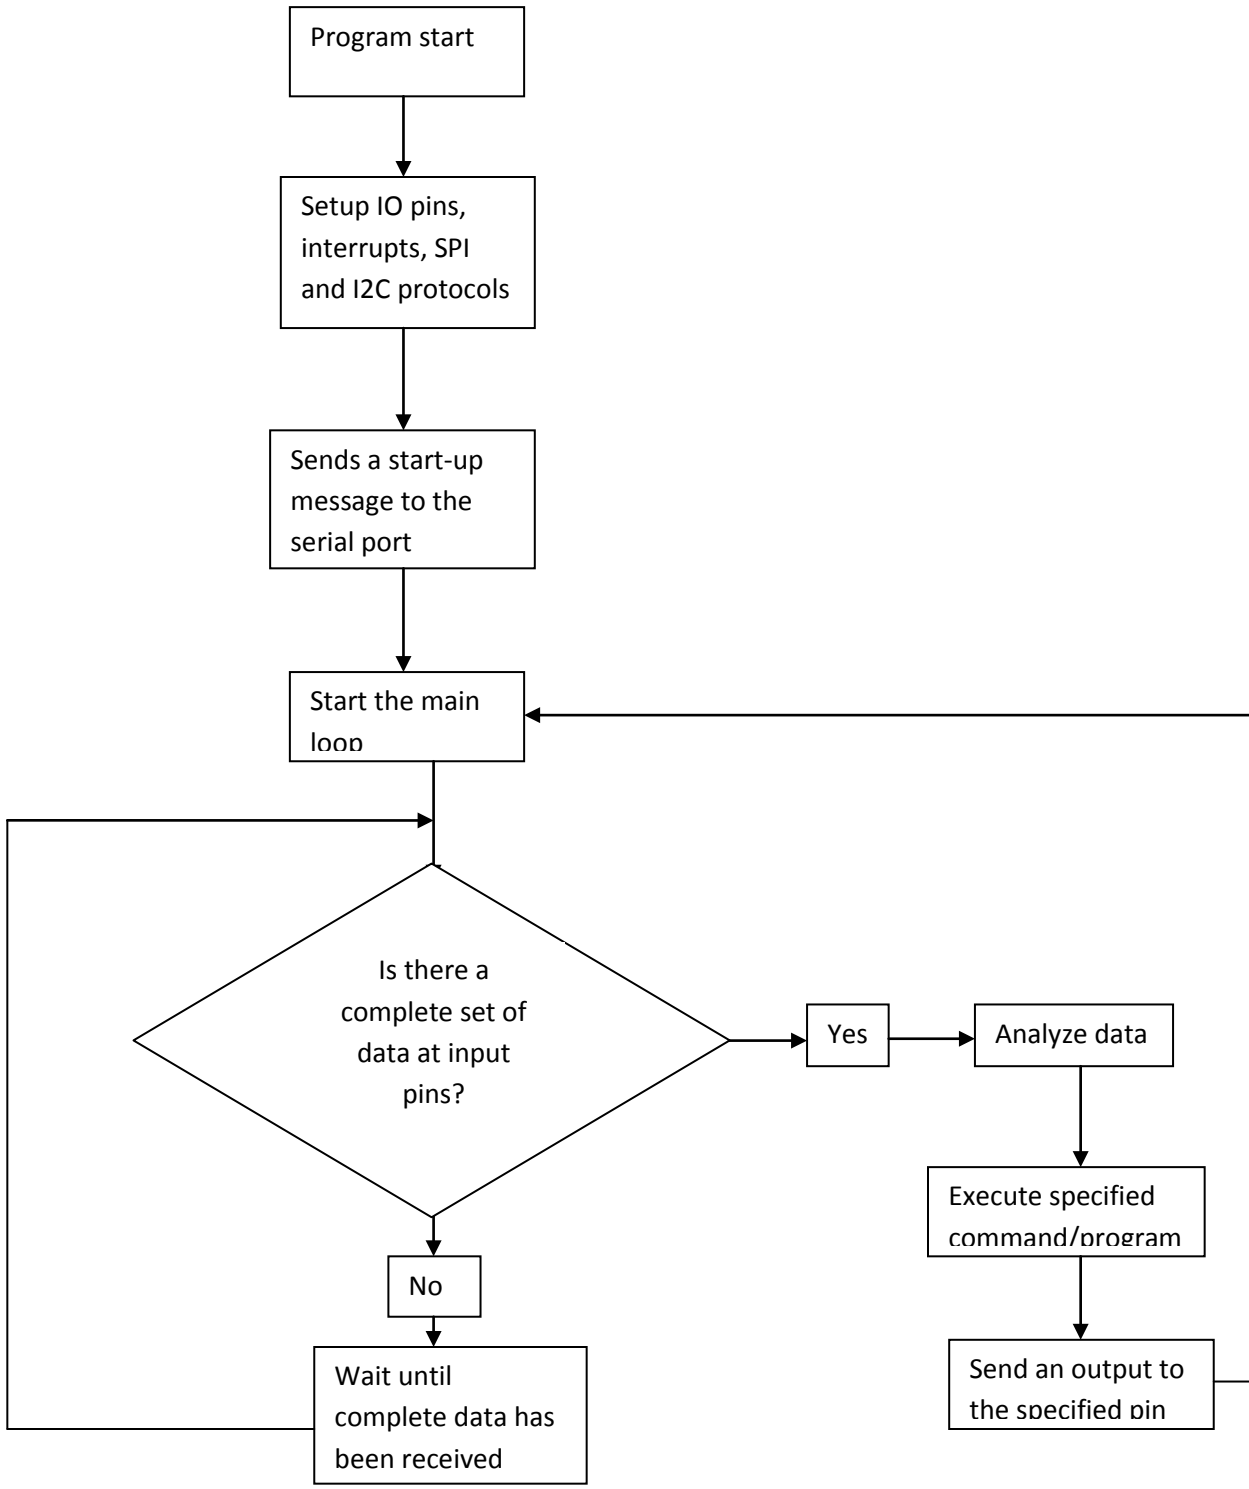 Program start
Setup IO pins,
interrupts, SPI
and I2C protocols
Sends a start-up
message to the
serial port
Start the main
loop
Is there a
complete set of
data at input
pins?
Yes
Analyze data
Execute specified
command/program
Send an output to
the specified pin
No
Wait until
complete data has
been received